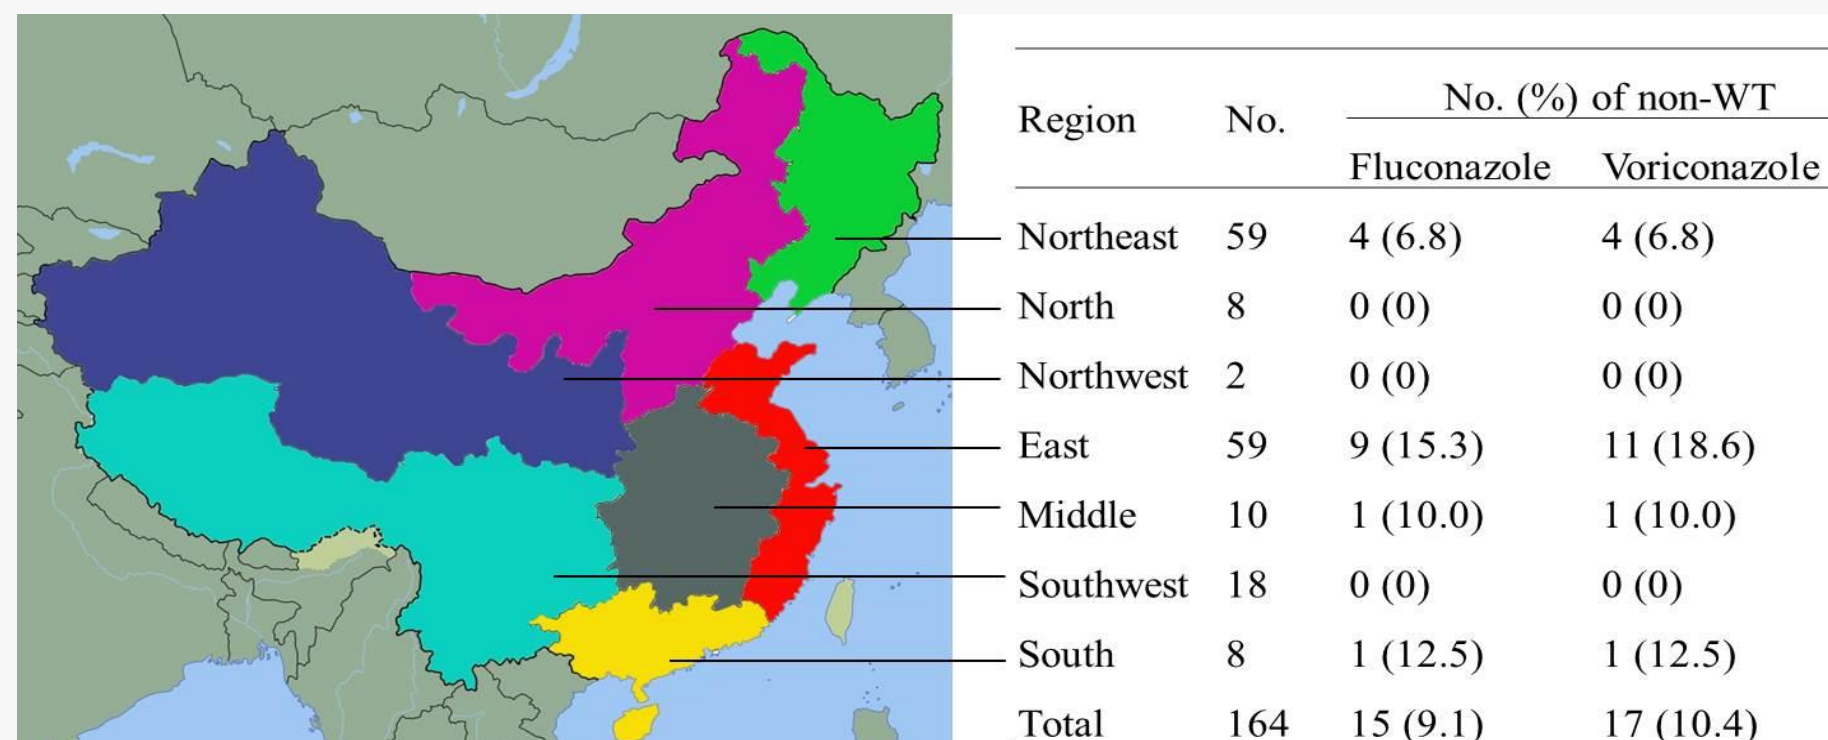 No. (%) of non-WT
Region No.
Fluconazole Voriconazole
Northeast 59 4 (6.8) 4 (6.8)
North 8 0 (0) 0 (0)
Northwest 2 0 (0) 0 (0)
East 59 9 (15.3) 11 (18.6)
Middle 10 1 (10.0) 1 (10.0)
Southwest 18 0 (0) 0 (0)
South 8 1 (12.5) 1 (12.5)
Total 164 15 (9.1) 17 (10.4)